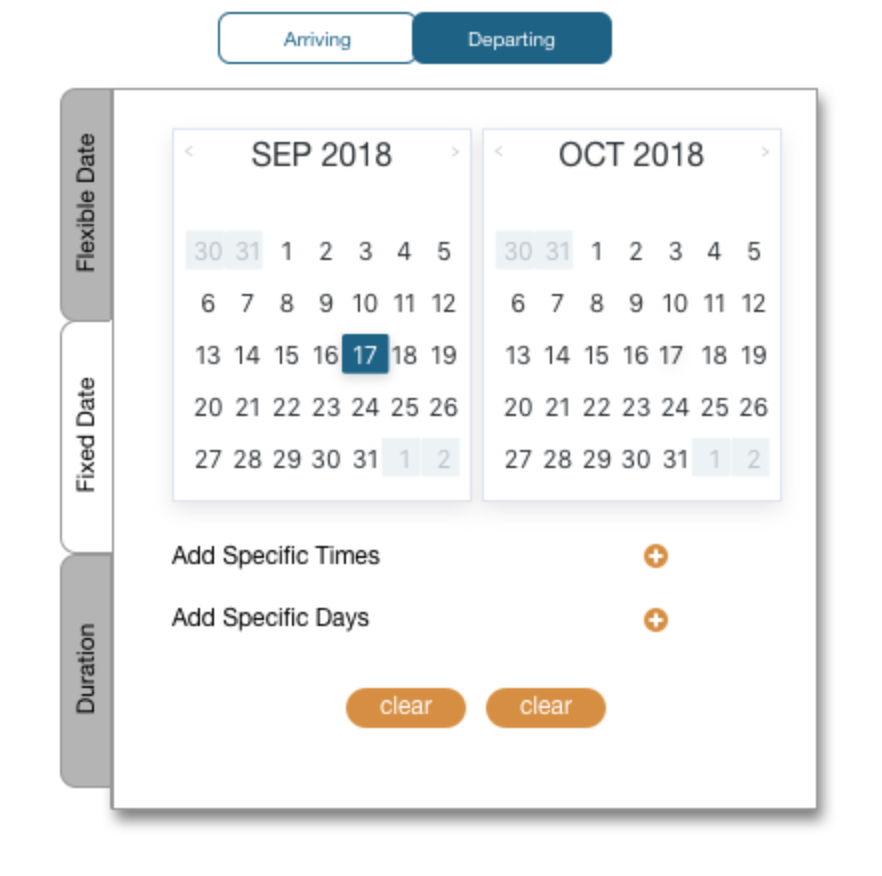 Arriving Departing
Flexible Date
Fixed Date
Duration
< SEP 2018 >
30 31 1 2 3 4 5
6 7 8 9 10 11 12
13 14 15 16 17 18 19
20 21 22 23 24 25 26
27 28 29 30 31 1 2
< OCT 2018 >
30 31 1 2 3 4 5
6 7 8 9 10 11 12
13 14 15 16 17 18 19
20 21 22 23 24 25 26
27 28 29 30 31 1 2
Add Specific Times
Add Specific Days
clear clear